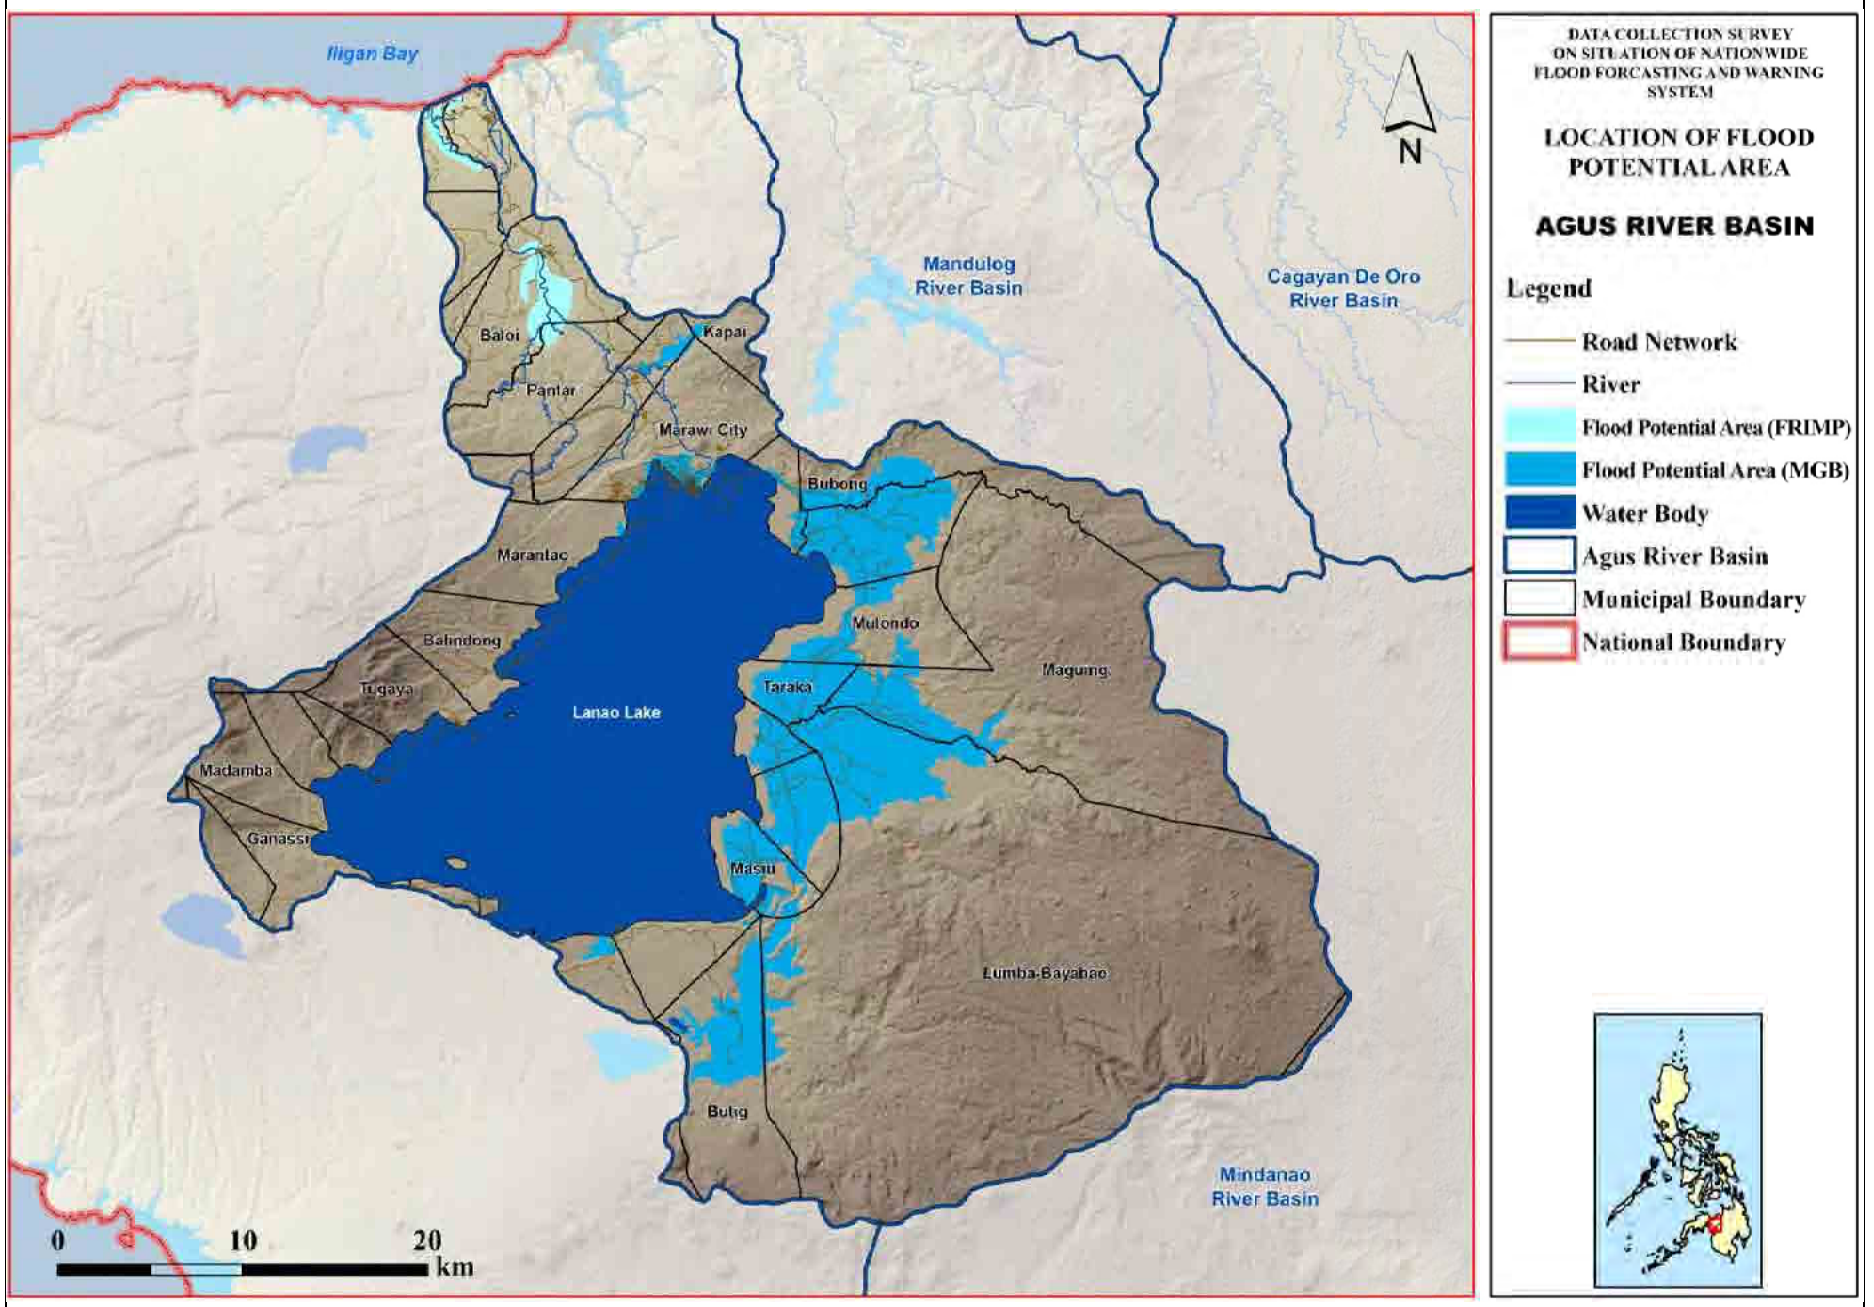 Iligan Bay
Mandulog
River Basin
Cagayan De Oro
River Basin
N
Baloi
Kapai
Pantar
Marawi City
Bubong
Marantac
Mutondo
Balindong
Maguing
Tugaya
Taraka
Lanao Lake
Madamba
Ganassi
Masiu
Lumba-Bayabao
Butig
Mindanao
River Basin
0 10 20
km
DATA COLLECTION SURVEY
ON SITUATION OF NATIONWIDE
FLOOD FORCASTING AND WARNING
SYSTEM
LOCATION OF FLOOD
POTENTIAL AREA
AGUS RIVER BASIN
Legend
Road Network
River
Flood Potential Area (FRIMP)
Flood Potential Area (MGB)
Water Body
Agus River Basin
Municipal Boundary
National Boundary